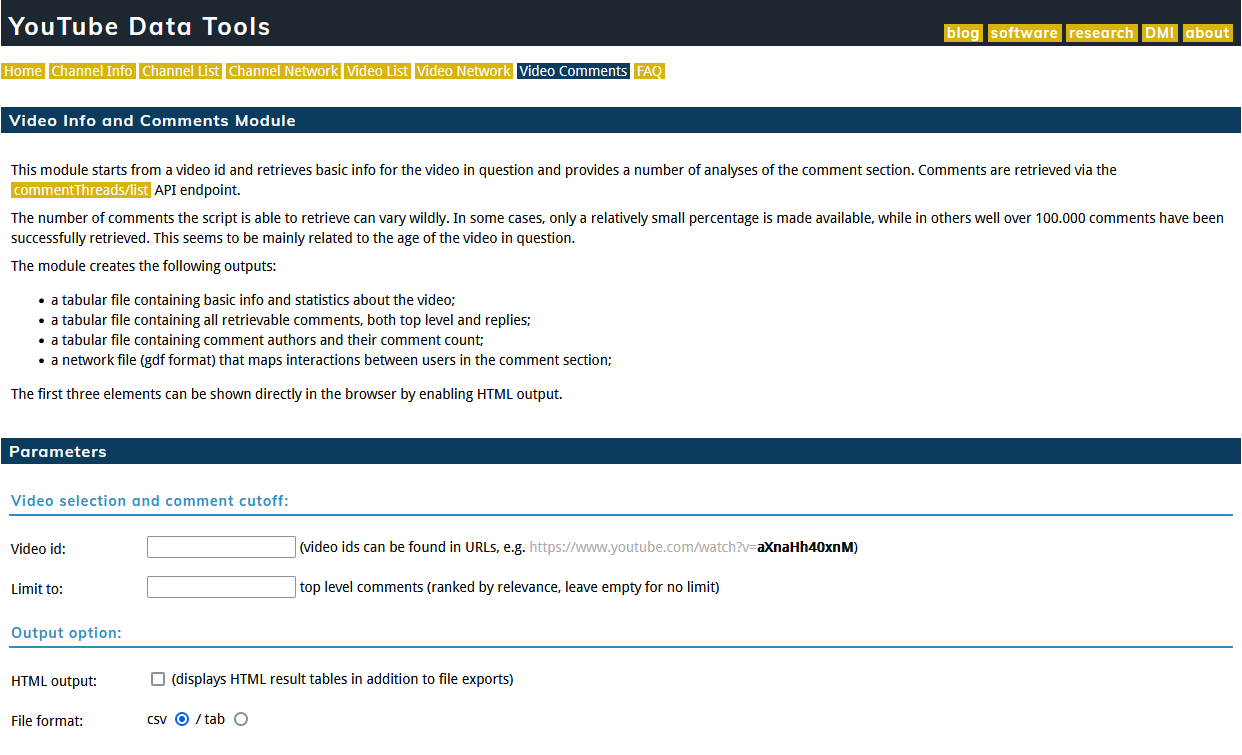 YouTube Data Tools
blog software research DMI about
Home Channel Info Channel List Channel Network Video List Video Network Video Comments FAQ
Video Info and Comments Module
This module starts from a video id and retrieves basic info for the video in question and provides a number of analyses of the comment section. Comments are retrieved via the
commentThreads/list API endpoint.
The number of comments the script is able to retrieve can vary wildly. In some cases, only a relatively small percentage is made available, while in others well over 100.000 comments have been
successfully retrieved. This seems to be mainly related to the age of the video in question.
The module creates the following outputs:
• a tabular file containing basic info and statistics about the video;
• a tabular file containing all retrievable comments, both top level and replies;
• a tabular file containing comment authors and their comment count;
• a network file (gdf format) that maps interactions between users in the comment section;
The first three elements can be shown directly in the browser by enabling HTML output.
Parameters
Video selection and comment cutoff:
Video id: (video ids can be found in URLs, e.g. https://www.youtube.com/watch?v=aXnaHh40xnM)
Limit to: top level comments (ranked by relevance, leave empty for no limit)
Output option:
HTML output: (displays HTML result tables in addition to file exports)
File format: csv / tab